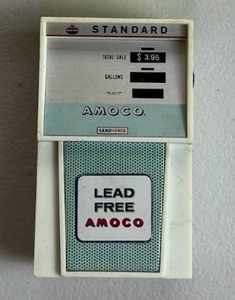 STANDARD
TOTAL SALE $ 3.95
GALLONS
AMOCO
LEAD-FREE
LEAD
FREE
AMOCO